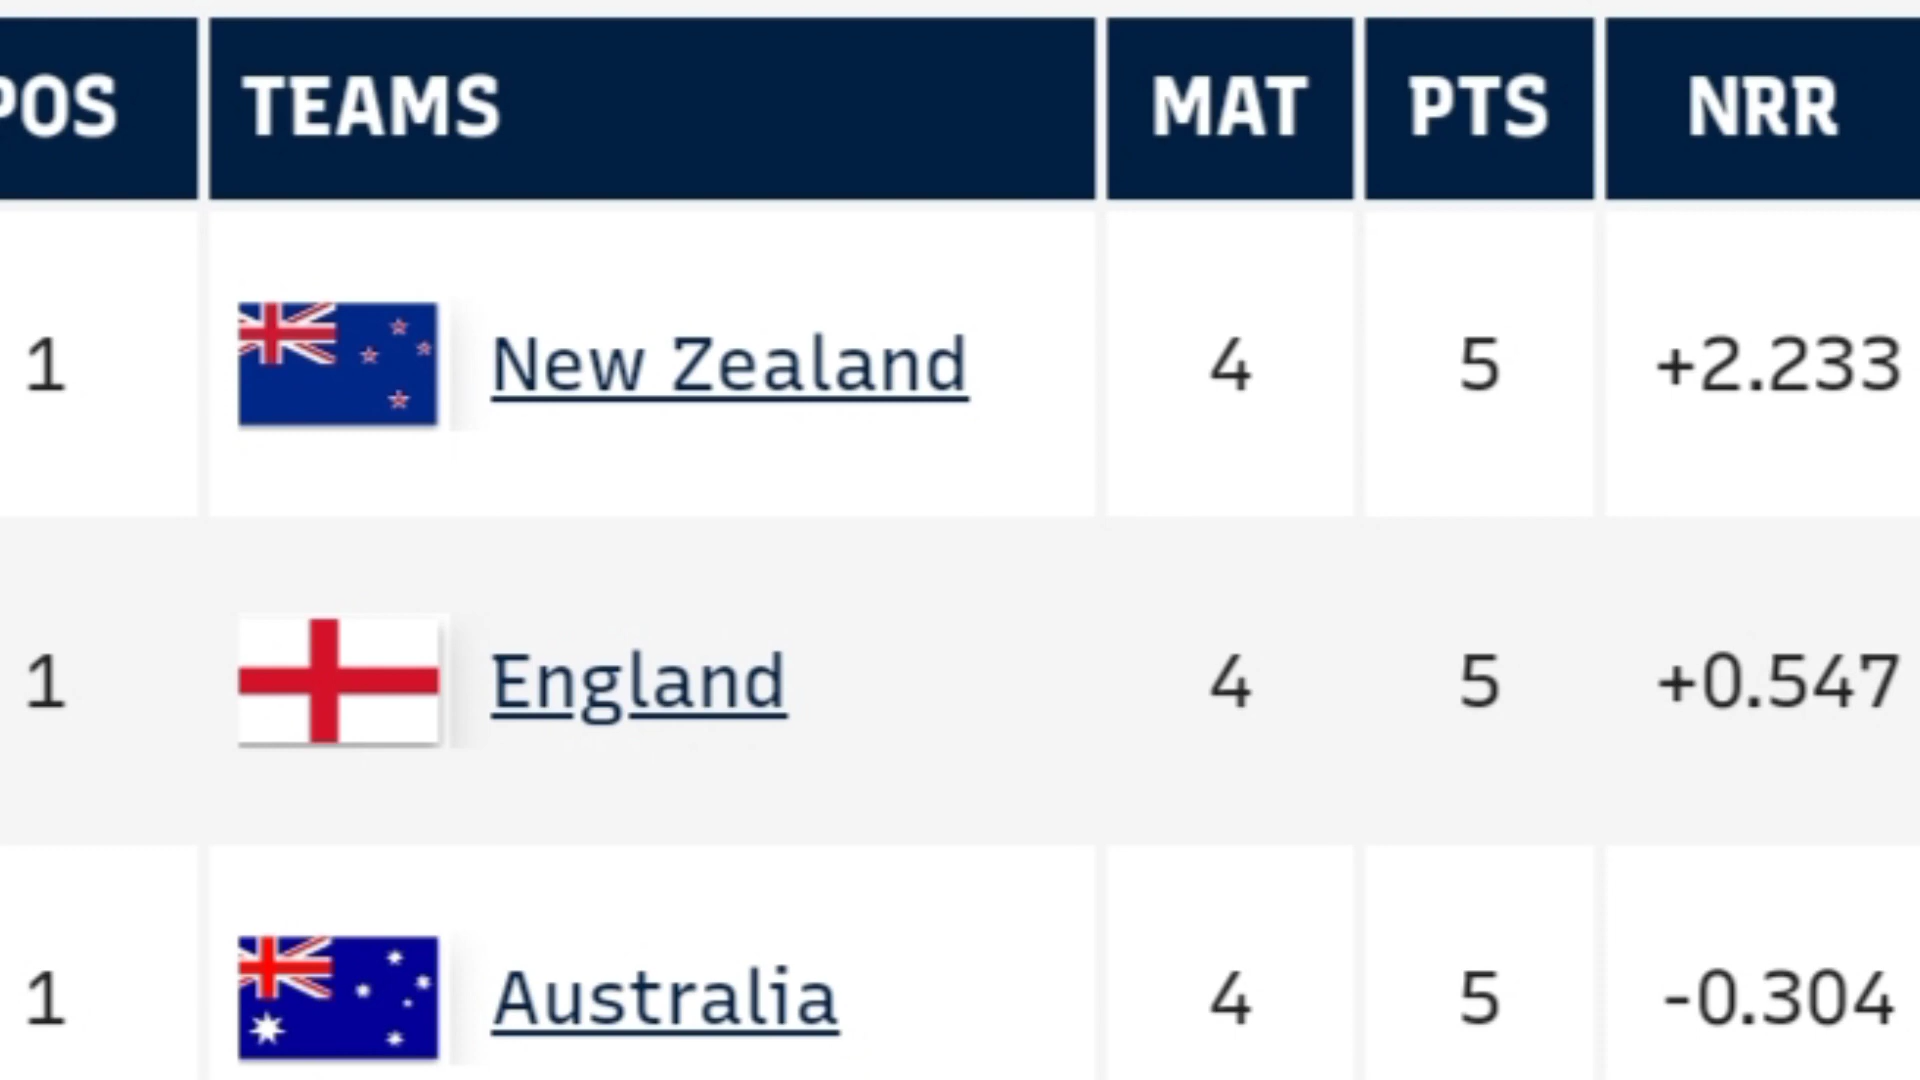 POS TEAMS MAT PTS NRR
1 New Zealand 4 5 +2.233
1 England 4 5 +0.547
1 Australia 4 5 -0.304